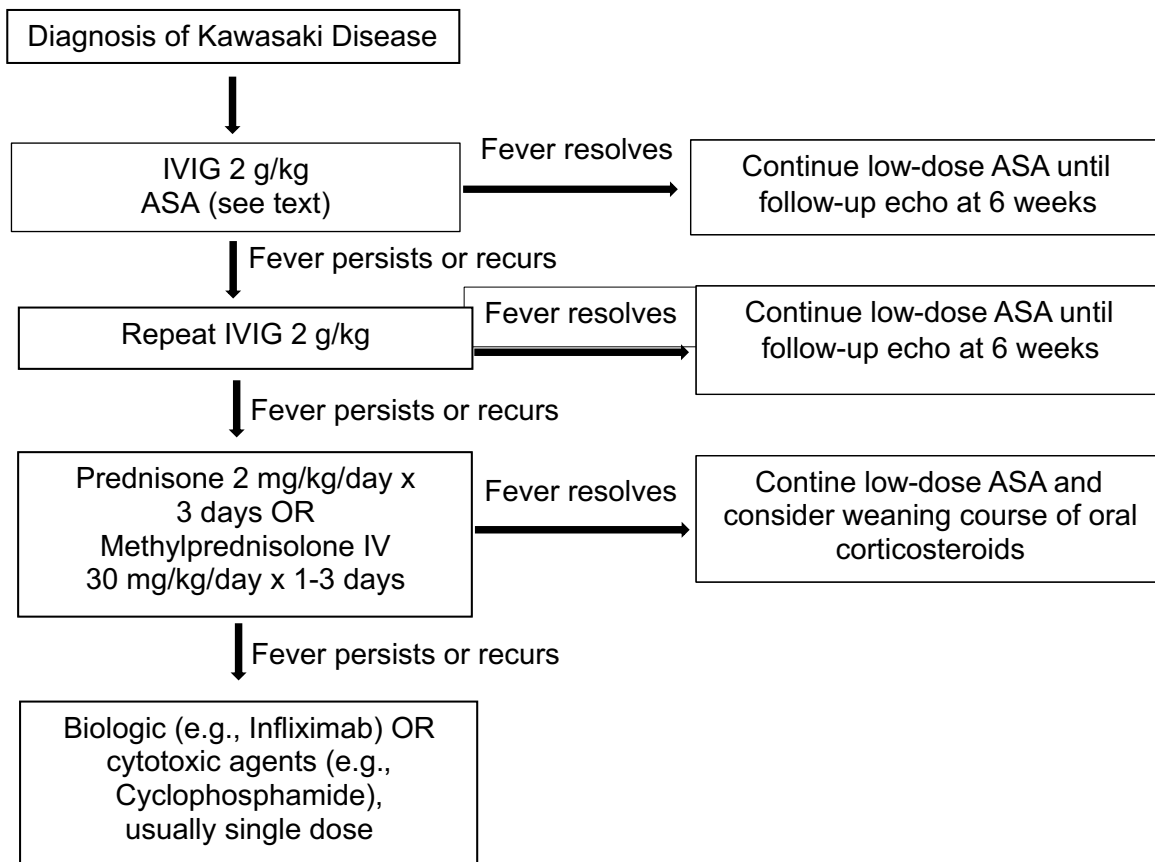 Diagnosis of Kawasaki Disease
IVIG 2 g/kg
ASA (see text)
Fever resolves
Continue low-dose ASA until
follow-up echo at 6 weeks
Fever persists or recurs
Repeat IVIG 2 g/kg
Fever resolves
Continue low-dose ASA until
follow-up echo at 6 weeks
Fever persists or recurs
Prednisone 2 mg/kg/day x
3 days OR
Methylprednisolone IV
30 mg/kg/day x 1-3 days
Fever resolves
Contine low-dose ASA and
consider weaning course of oral
corticosteroids
Fever persists or recurs
Biologic (e.g., Infliximab) OR
cytotoxic agents (e.g.,
Cyclophosphamide),
usually single dose